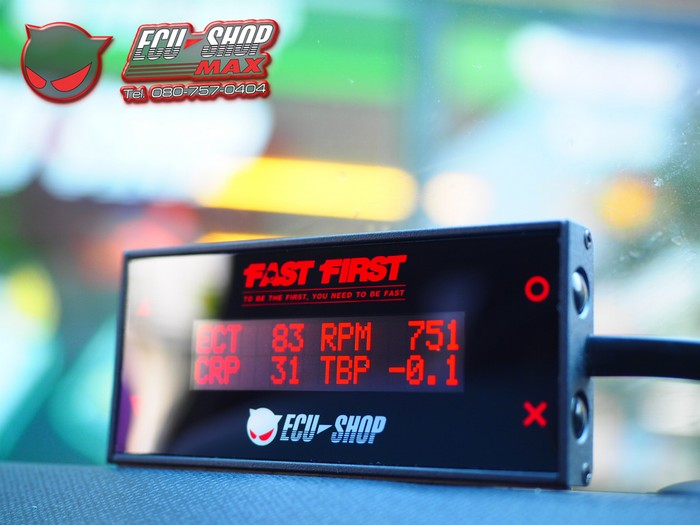 ECU-SHOP
MAX
Tel. 080-757-0404
FAST FIRST
TO BE THE FIRST, YOU NEED TO BE FAST
ECT 83 RPM 751
CRP 31 TBP -0.1
ECU-SHOP